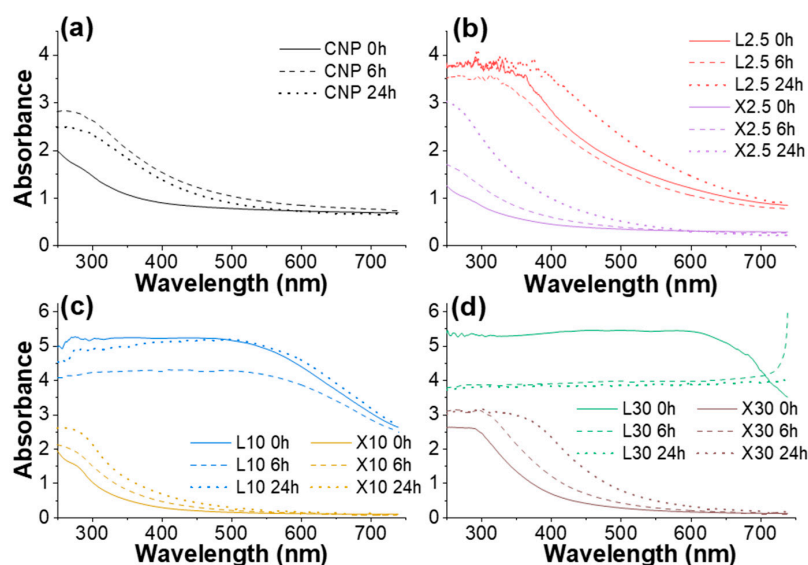 (a)
CNP 0h
CNP 6h
CNP 24h
Absorbance
4
3
2
1
0
300 400 500 600 700
Wavelength (nm)
(b)
L2.5 0h
L2.5 6h
L2.5 24h
X2.5 0h
X2.5 6h
X2.5 24h
4
3
2
1
0
300 400 500 600 700
Wavelength (nm)
(c)
Absorbance
6
5
4
3
2
1
0
L10 0h X10 0h
L10 6h X10 6h
L10 24h X10 24h
300 400 500 600 700
Wavelength (nm)
(d)
6
5
4
3
2
1
0
L30 0h X30 0h
L30 6h X30 6h
L30 24h X30 24h
300 400 500 600 700
Wavelength (nm)